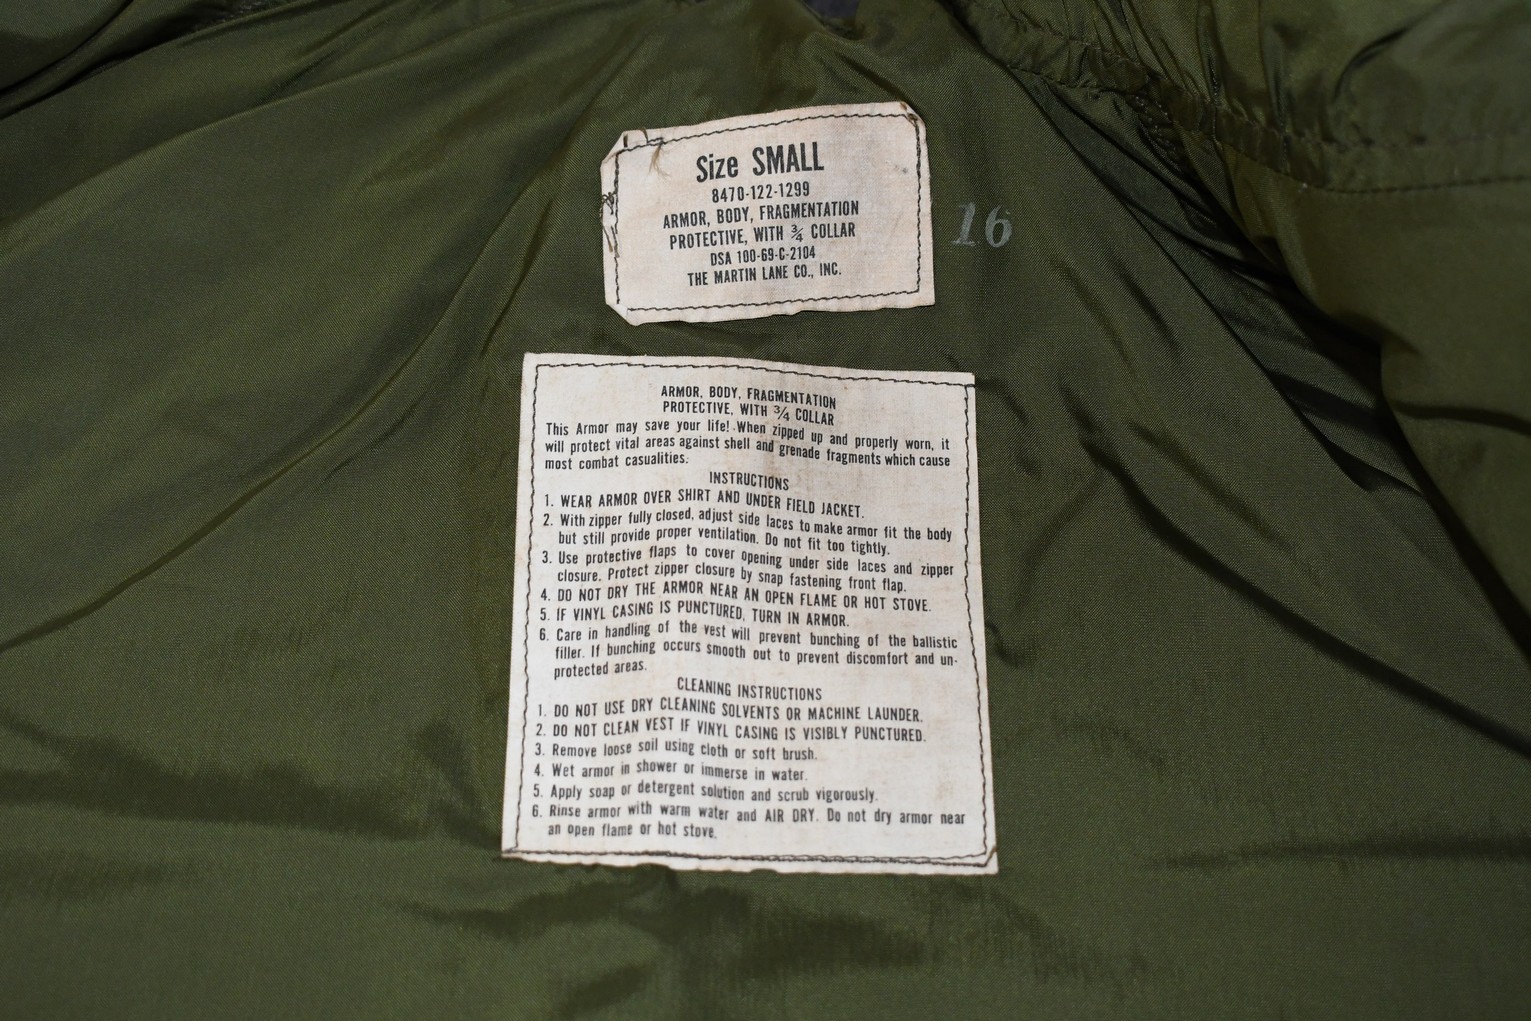 Size SMALL
8470-122-1299
ARMOR, BODY, FRAGMENTATION
PROTECTIVE, WITH ¾ COLLAR
DSA 100-69-C-2104
THE MARTIN LANE CO., INC.
16
ARMOR, BODY, FRAGMENTATION
PROTECTIVE, WITH ¾ COLLAR
This Armor may save your life! When zipped up and properly worn, it
will protect vital areas against shell and grenade fragments which cause
most combat casualities.
INSTRUCTIONS
1. WEAR ARMOR OVER SHIRT AND UNDER FIELD JACKET.
2. With zipper fully closed, adjust side laces to make armor fit the body
but still provide proper ventilation. Do not fit too tightly.
3. Use protective flaps to cover opening under side laces and zipper
closure. Protect zipper closure by snap fastening front flap.
4. DO NOT DRY THE ARMOR NEAR AN OPEN FLAME OR HOT STOVE.
5. IF VINYL CASING IS PUNCTURED, TURN IN ARMOR.
6. Care in handling of the vest will prevent bunching of the ballistic
filler. If bunching occurs smooth out to prevent discomfort and un-
protected areas.
CLEANING INSTRUCTIONS
1. DO NOT USE DRY CLEANING SOLVENTS OR MACHINE LAUNDER.
2. DO NOT CLEAN VEST IF VINYL CASING IS VISIBLY PUNCTURED.
3. Remove loose soil using cloth or soft brush.
4. Wet armor in shower or immerse in water.
5. Apply soap or detergent solution and scrub vigorously.
6. Rinse armor with warm water and AIR DRY. Do not dry armor near
an open flame or hot stove.